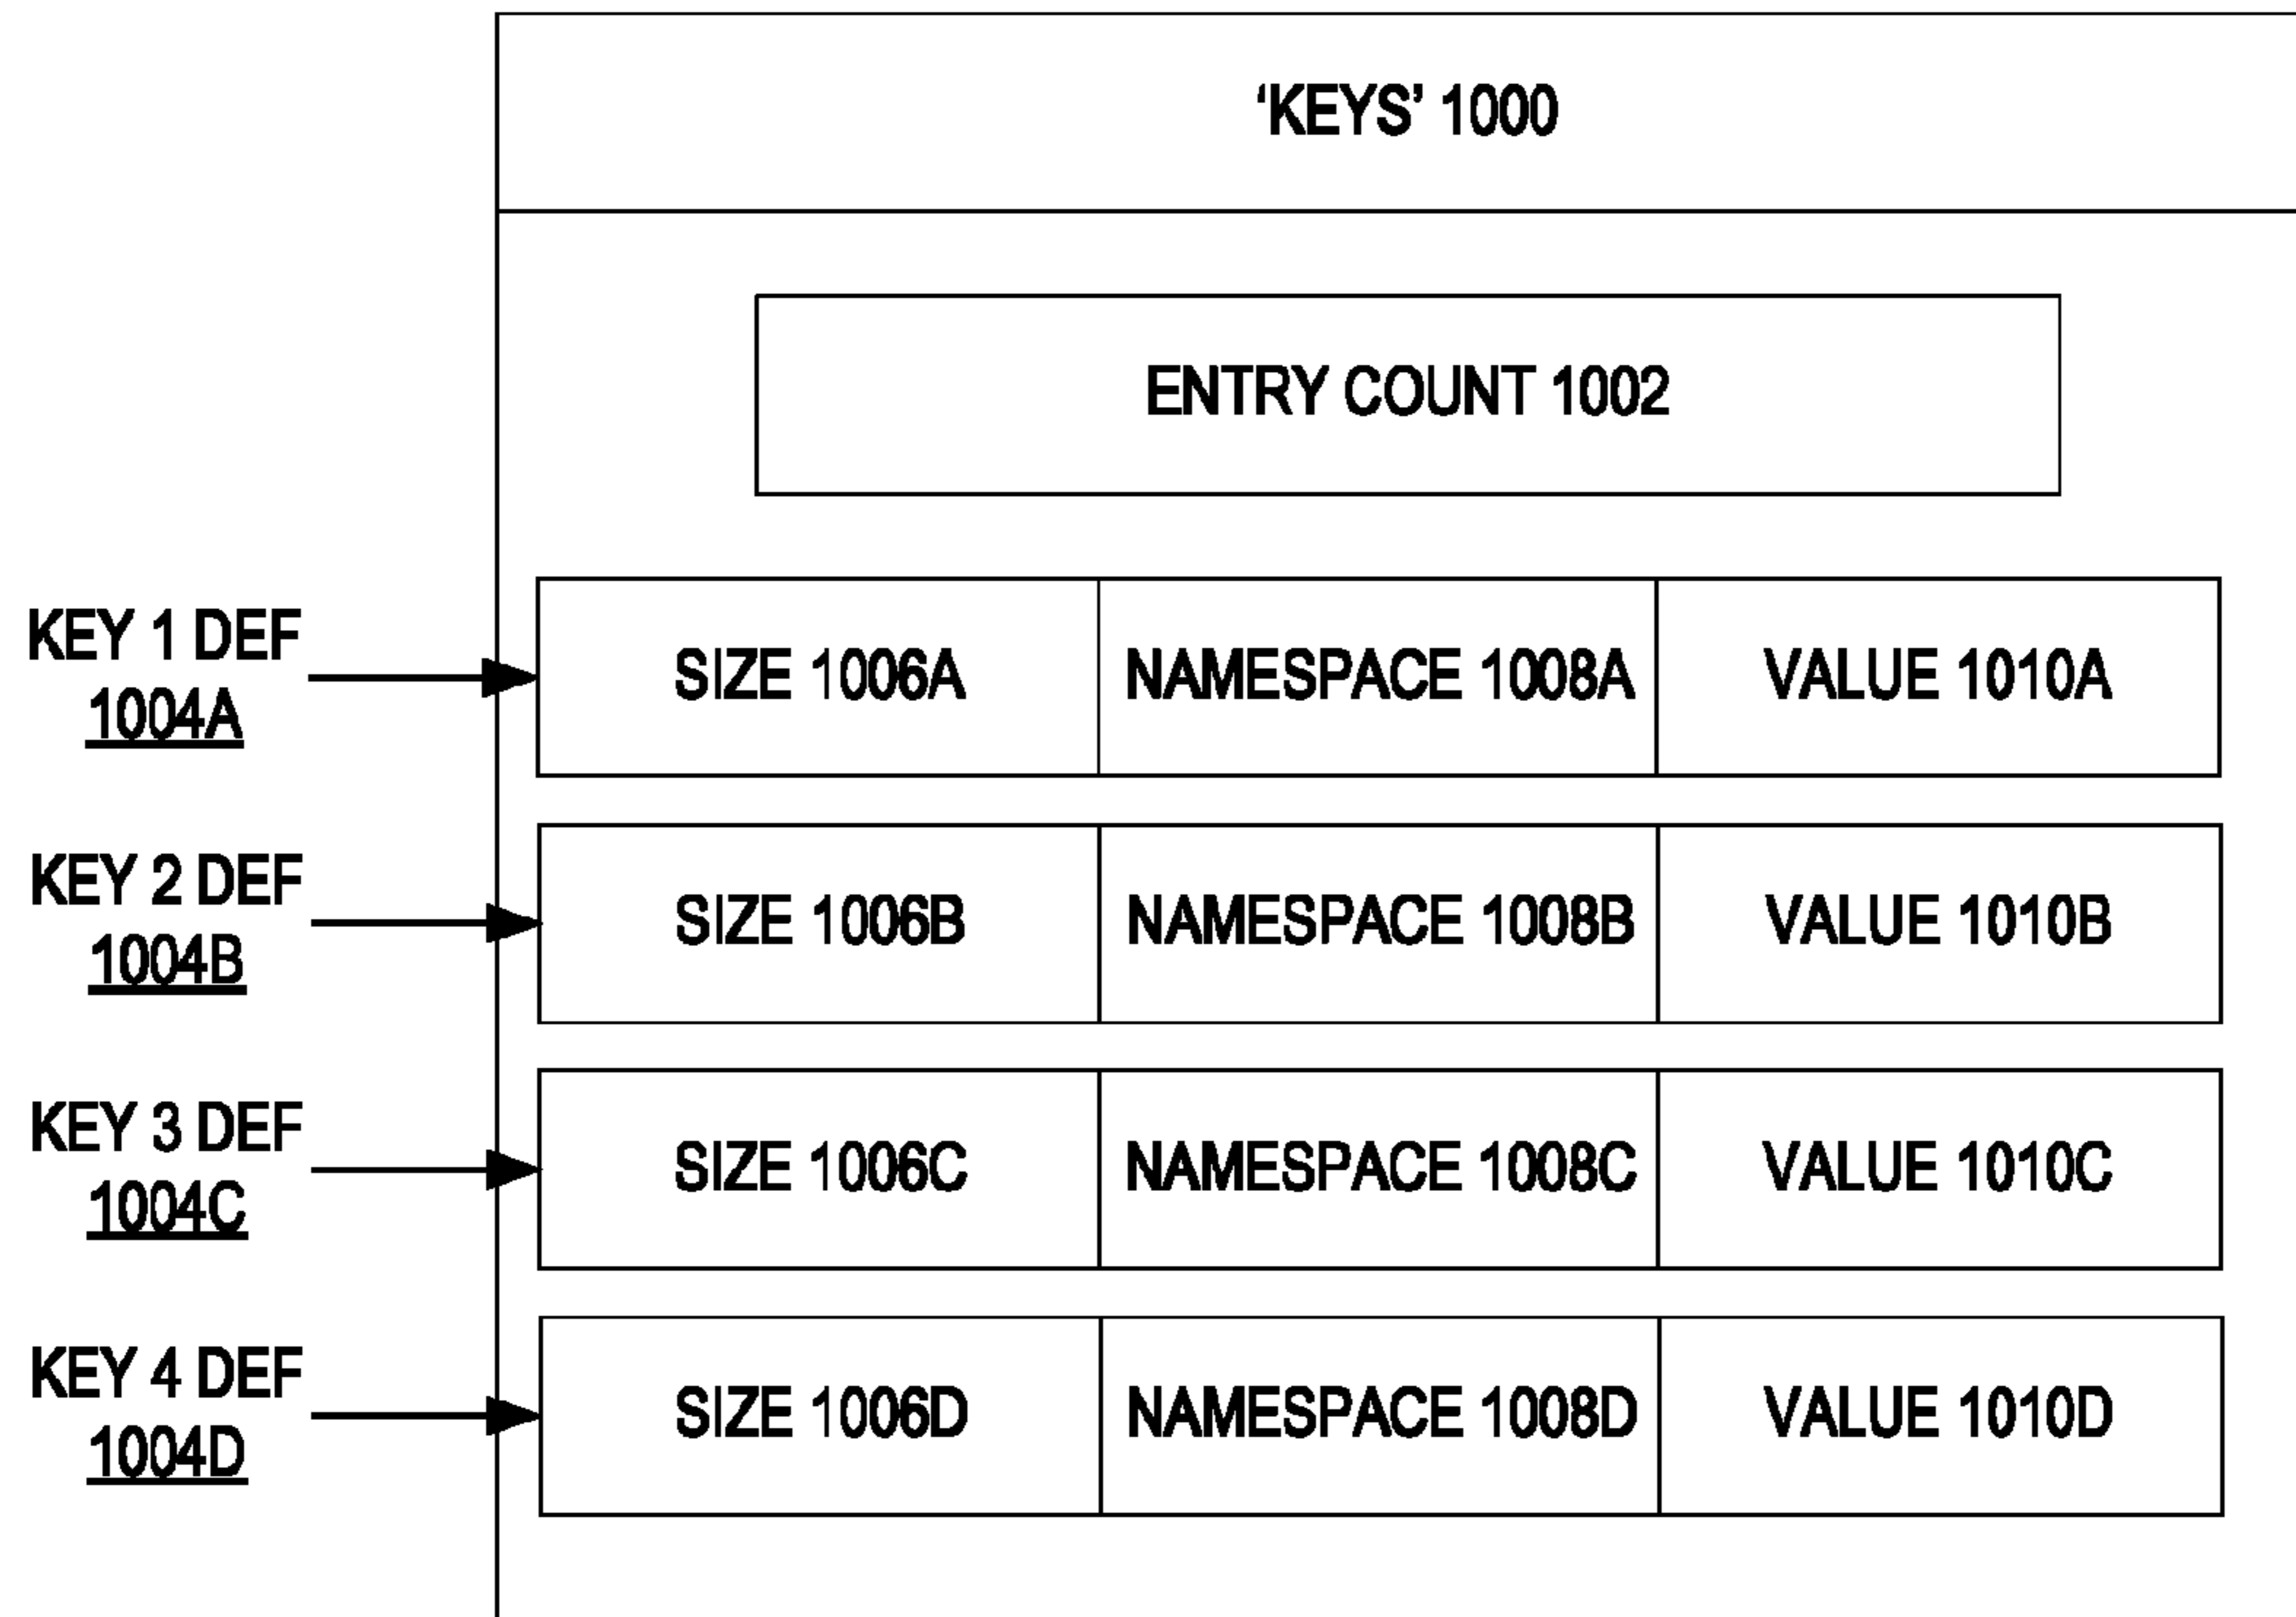 ‘KEYS’ 1000
ENTRY COUNT 1002
KEY 1 DEF
1004A
SIZE 1006A
NAMESPACE 1008A
VALUE 1010A
KEY 2 DEF
1004B
SIZE 1006B
NAMESPACE 1008B
VALUE 1010B
KEY 3 DEF
1004C
SIZE 1006C
NAMESPACE 1008C
VALUE 1010C
KEY 4 DEF
1004D
SIZE 1006D
NAMESPACE 1008D
VALUE 1010D